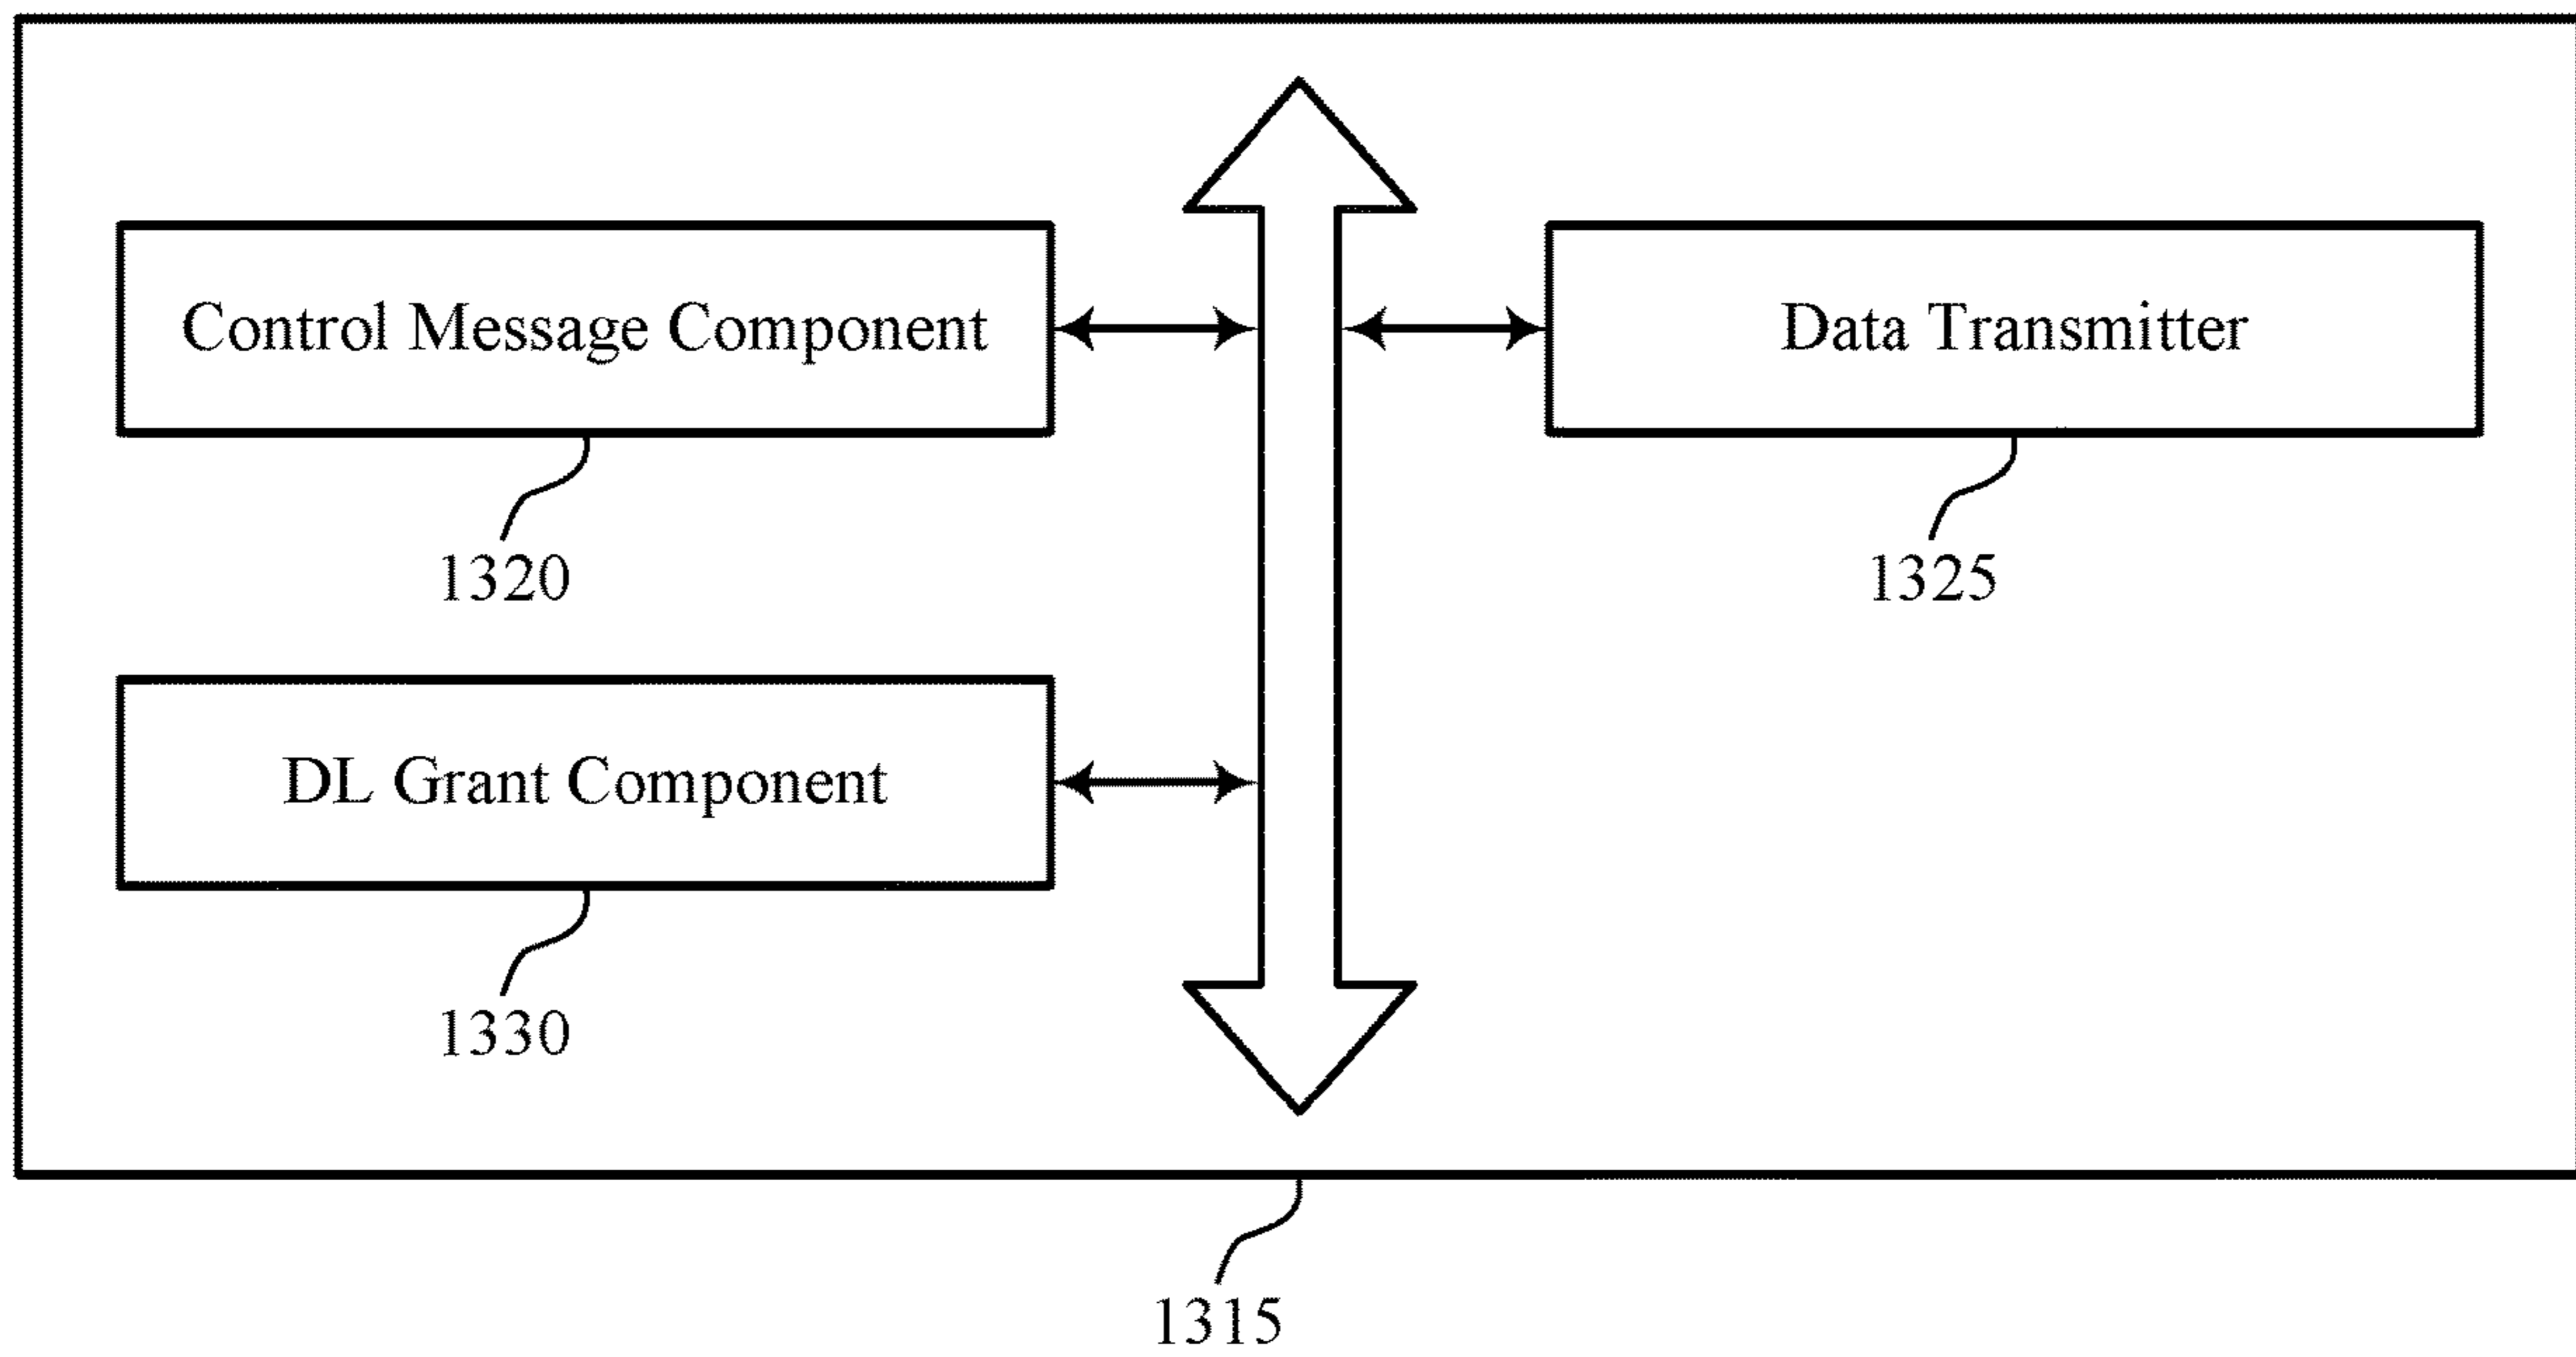 Control Message Component
Data Transmitter
1320
1325
DL Grant Component
1330
1315